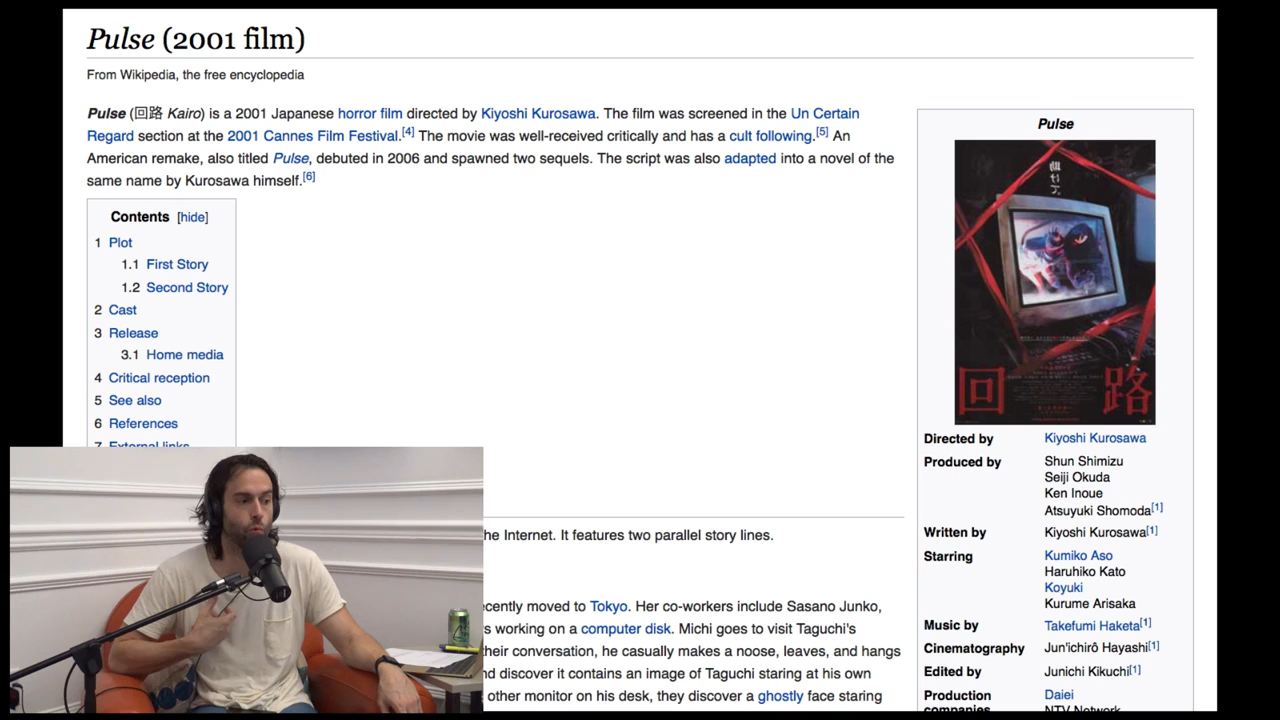 Pulse (2001 film)
From Wikipedia, the free encyclopedia
Pulse (回路 Kairo) is a 2001 Japanese horror film directed by Kiyoshi Kurosawa. The film was screened in the Un Certain
Regard section at the 2001 Cannes Film Festival.[4] The movie was well-received critically and has a cult following.[5] An
American remake, also titled Pulse, debuted in 2006 and spawned two sequels. The script was also adapted into a novel of the
same name by Kurosawa himself.[6]
Contents [hide]
1 Plot
1.1 First Story
1.2 Second Story
2 Cast
3 Release
3.1 Home media
4 Critical reception
5 See also
6 References
7 External links
he Internet. It features two parallel story lines.
ecently moved to Tokyo. Her co-workers include Sasano Junko,
s working on a computer disk. Michi goes to visit Taguchi's
heir conversation, he casually makes a noose, leaves, and hangs
nd discover it contains an image of Taguchi staring at his own
other monitor on his desk, they discover a ghostly face staring
Pulse
助けて。
回路
Directed by Kiyoshi Kurosawa
Produced by Shun Shimizu
Seiji Okuda
Ken Inoue
Atsuyuki Shomoda[1]
Written by Kiyoshi Kurosawa[1]
Starring Kumiko Aso
Haruhiko Kato
Koyuki
Kurume Arisaka
Music by Takefumi Haketa[1]
Cinematography Jun'ichirô Hayashi[1]
Edited by Junichi Kikuchi[1]
Production Daiei
companies NTV Network